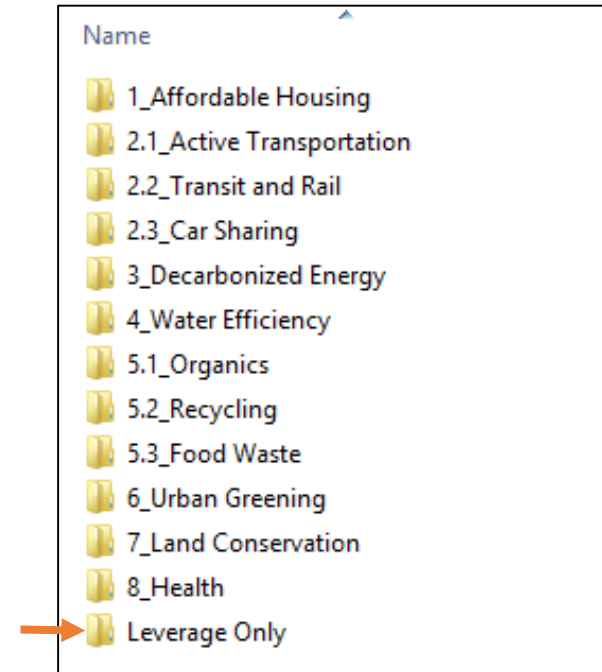 Name
1_Affordable Housing
2.1_Active Transportation
2.2_Transit and Rail
2.3_Car Sharing
3_Decarbonized Energy
4_Water Efficiency
5.1_Organics
5.2_Recycling
5.3_Food Waste
6_Urban Greening
7_Land Conservation
8_Health
Leverage Only